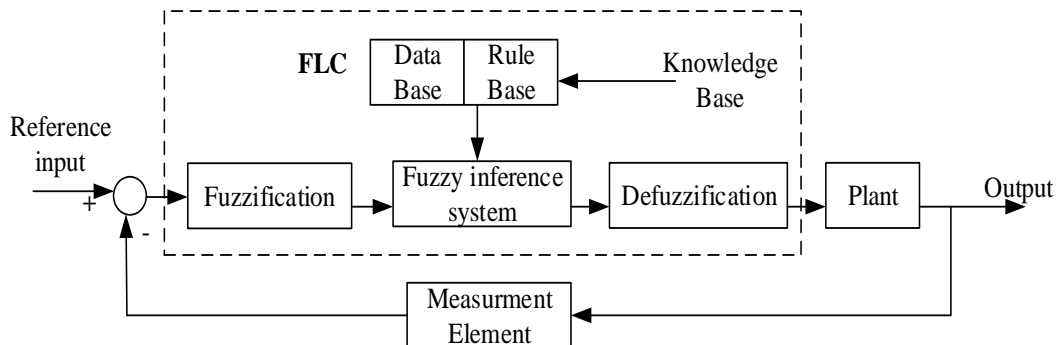 FLC
Data
Base
Rule
Base
Knowledge
Base
Reference
input
+
-
Fuzzification
Fuzzy inference
system
Defuzzification
Plant
Output
Measurment
Element